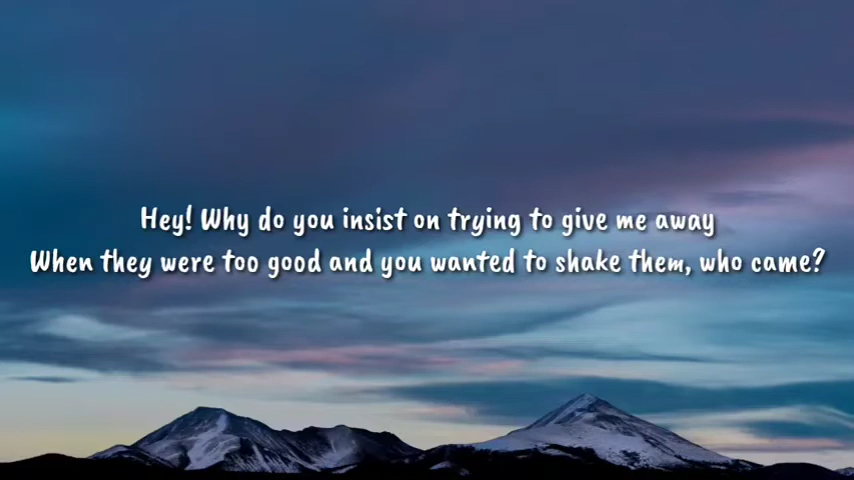 Hey! Why do you insist on trying to give me away
When they were too good and you wanted to shake them, who came?